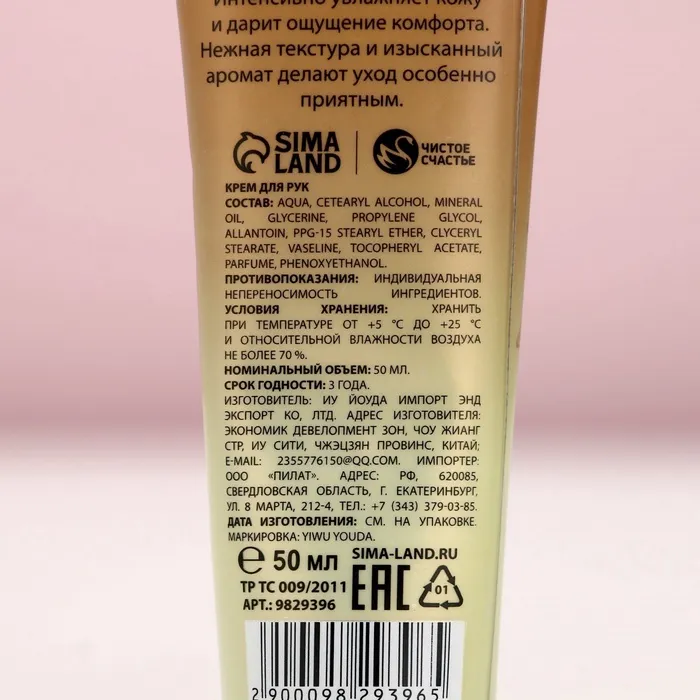 Интенсивно увлажняет кожу
и дарит ощущение комфорта.
Нежная текстура и изысканный
аромат делают уход особенно
приятным.
SIMA LAND
ЧИСТОЕ СЧАСТЬЕ
КРЕМ ДЛЯ РУК
СОСТАВ: AQUA, CETEARYL ALCOHOL, MINERAL
OIL, GLYCERINE, PROPYLENE GLYCOL,
ALLANTOIN, PPG-15 STEARYL ETHER, CLYCERYL
STEARATE, VASELINE, TOCOPHERYL ACETATE,
PARFUME, PHENOXYETHANOL.
ПРОТИВОПОКАЗАНИЯ: ИНДИВИДУАЛЬНАЯ
НЕПЕРЕНОСИМОСТЬ ИНГРЕДИЕНТОВ.
УСЛОВИЯ ХРАНЕНИЯ: ХРАНИТЬ
ПРИ ТЕМПЕРАТУРЕ ОТ +5 °C ДО +25 °C
И ОТНОСИТЕЛЬНОЙ ВЛАЖНОСТИ ВОЗДУХА
НЕ БОЛЕЕ 70 %.
НОМИНАЛЬНЫЙ ОБЪЕМ: 50 МЛ.
СРОК ГОДНОСТИ: 3 ГОДА.
ИЗГОТОВИТЕЛЬ: ИУ ЙОУДА ИМПОРТ ЭНД
ЭКСПОРТ КО, ЛТД. АДРЕС ИЗГОТОВИТЕЛЯ:
ЭКОНОМИК ДЕВЕЛОПМЕНТ ЗОН, ЧОУ ЖИАНГ
СТР, ИУ СИТИ, ЧЖЭЦЗЯН ПРОВИНС, КИТАЙ;
E-MAIL: 2355776150@QQ.COM. ИМПОРТЕР:
ООО «ПИЛАТ». АДРЕС: РФ, 620085,
СВЕРДЛОВСКАЯ ОБЛАСТЬ, Г. ЕКАТЕРИНБУРГ,
УЛ. 8 МАРТА, 212-4, ТЕЛ.: +7 (343) 379-03-85.
ДАТА ИЗГОТОВЛЕНИЯ: СМ. НА УПАКОВКЕ.
МАРКИРОВКА: YIWU YOUDA.
℮ 50 МЛ SIMA-LAND.RU
ТР ТС 009/2011 EAC 01
АРТ.: 9829396
2 900098 293965